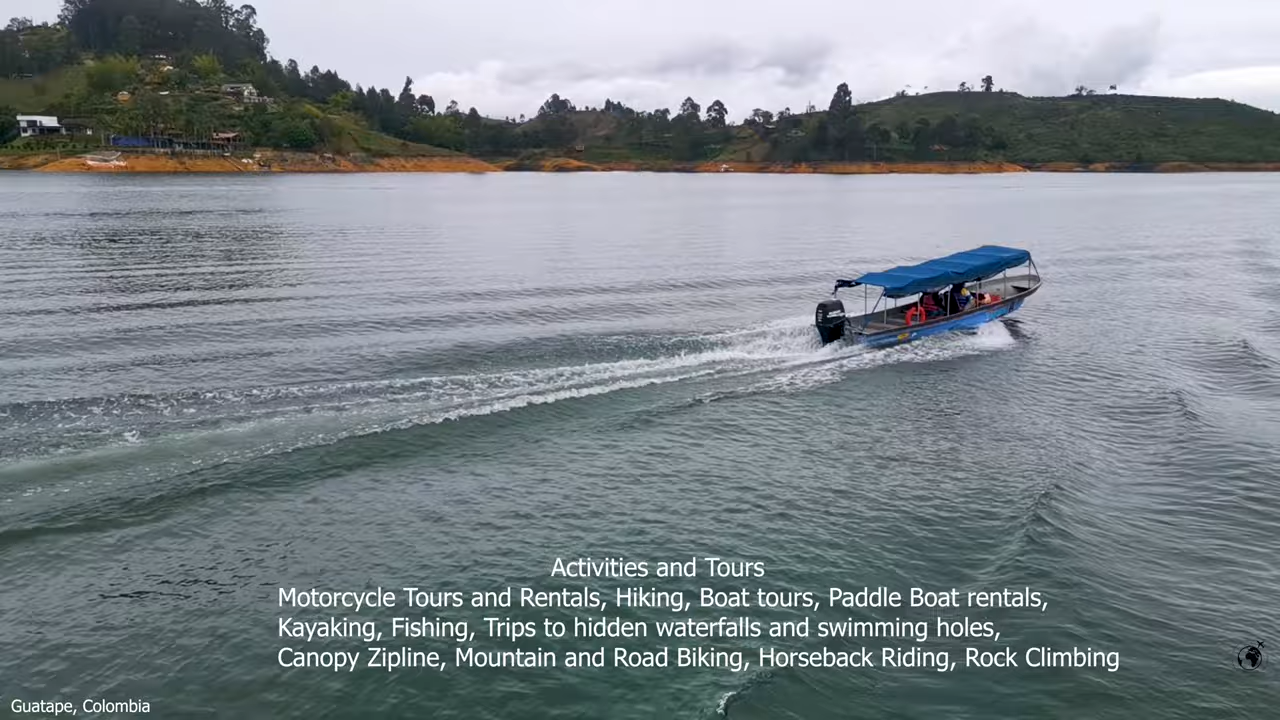 Activities and Tours
Motorcycle Tours and Rentals, Hiking, Boat tours, Paddle Boat rentals,
Kayaking, Fishing, Trips to hidden waterfalls and swimming holes,
Canopy Zipline, Mountain and Road Biking, Horseback Riding, Rock Climbing
Guatape, Colombia